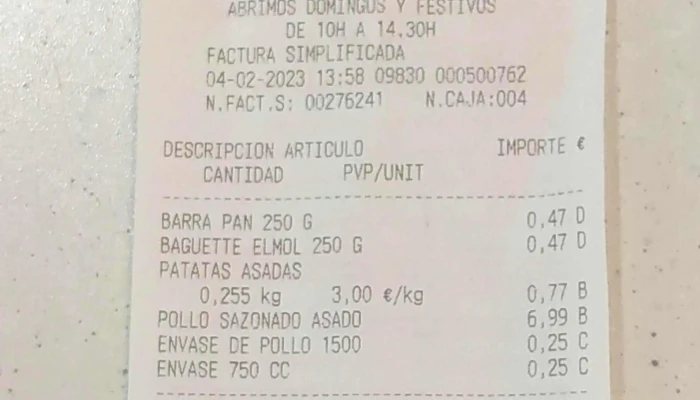 ABRIMOS DOMINGOS Y FESTIVOS
DE 10H A 14.30H
FACTURA SIMPLIFICADA
04-02-2023 13:58 09830 000500762
N.FACT.S: 00276241 N.CAJA:004
DESCRIPCION ARTICULO IMPORTE €
CANTIDAD PVP/UNIT
BARRA PAN 250 G 0,47 D
BAGUETTE ELMOL 250 G 0,47 D
PATATAS ASADAS
0,255 kg 3,00 €/kg 0,77 B
POLLO SAZONADO ASADO 6,99 B
ENVASE DE POLLO 1500 0,25 C
ENVASE 750 CC 0,25 C